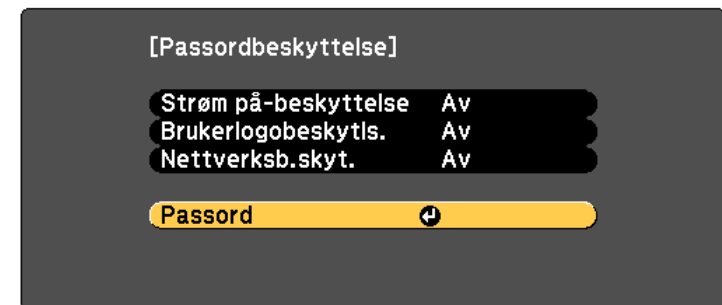 [Passordbeskyttelse]
Strøm på-beskyttelse Av
Brukerlogobeskytls. Av
Nettverksb.skyt. Av
Passord